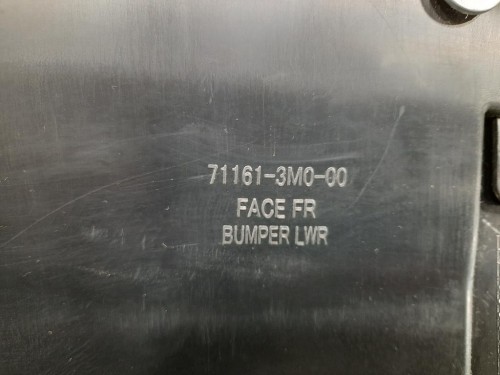 71161-3M0-00
FACE FR
BUMPER LWR